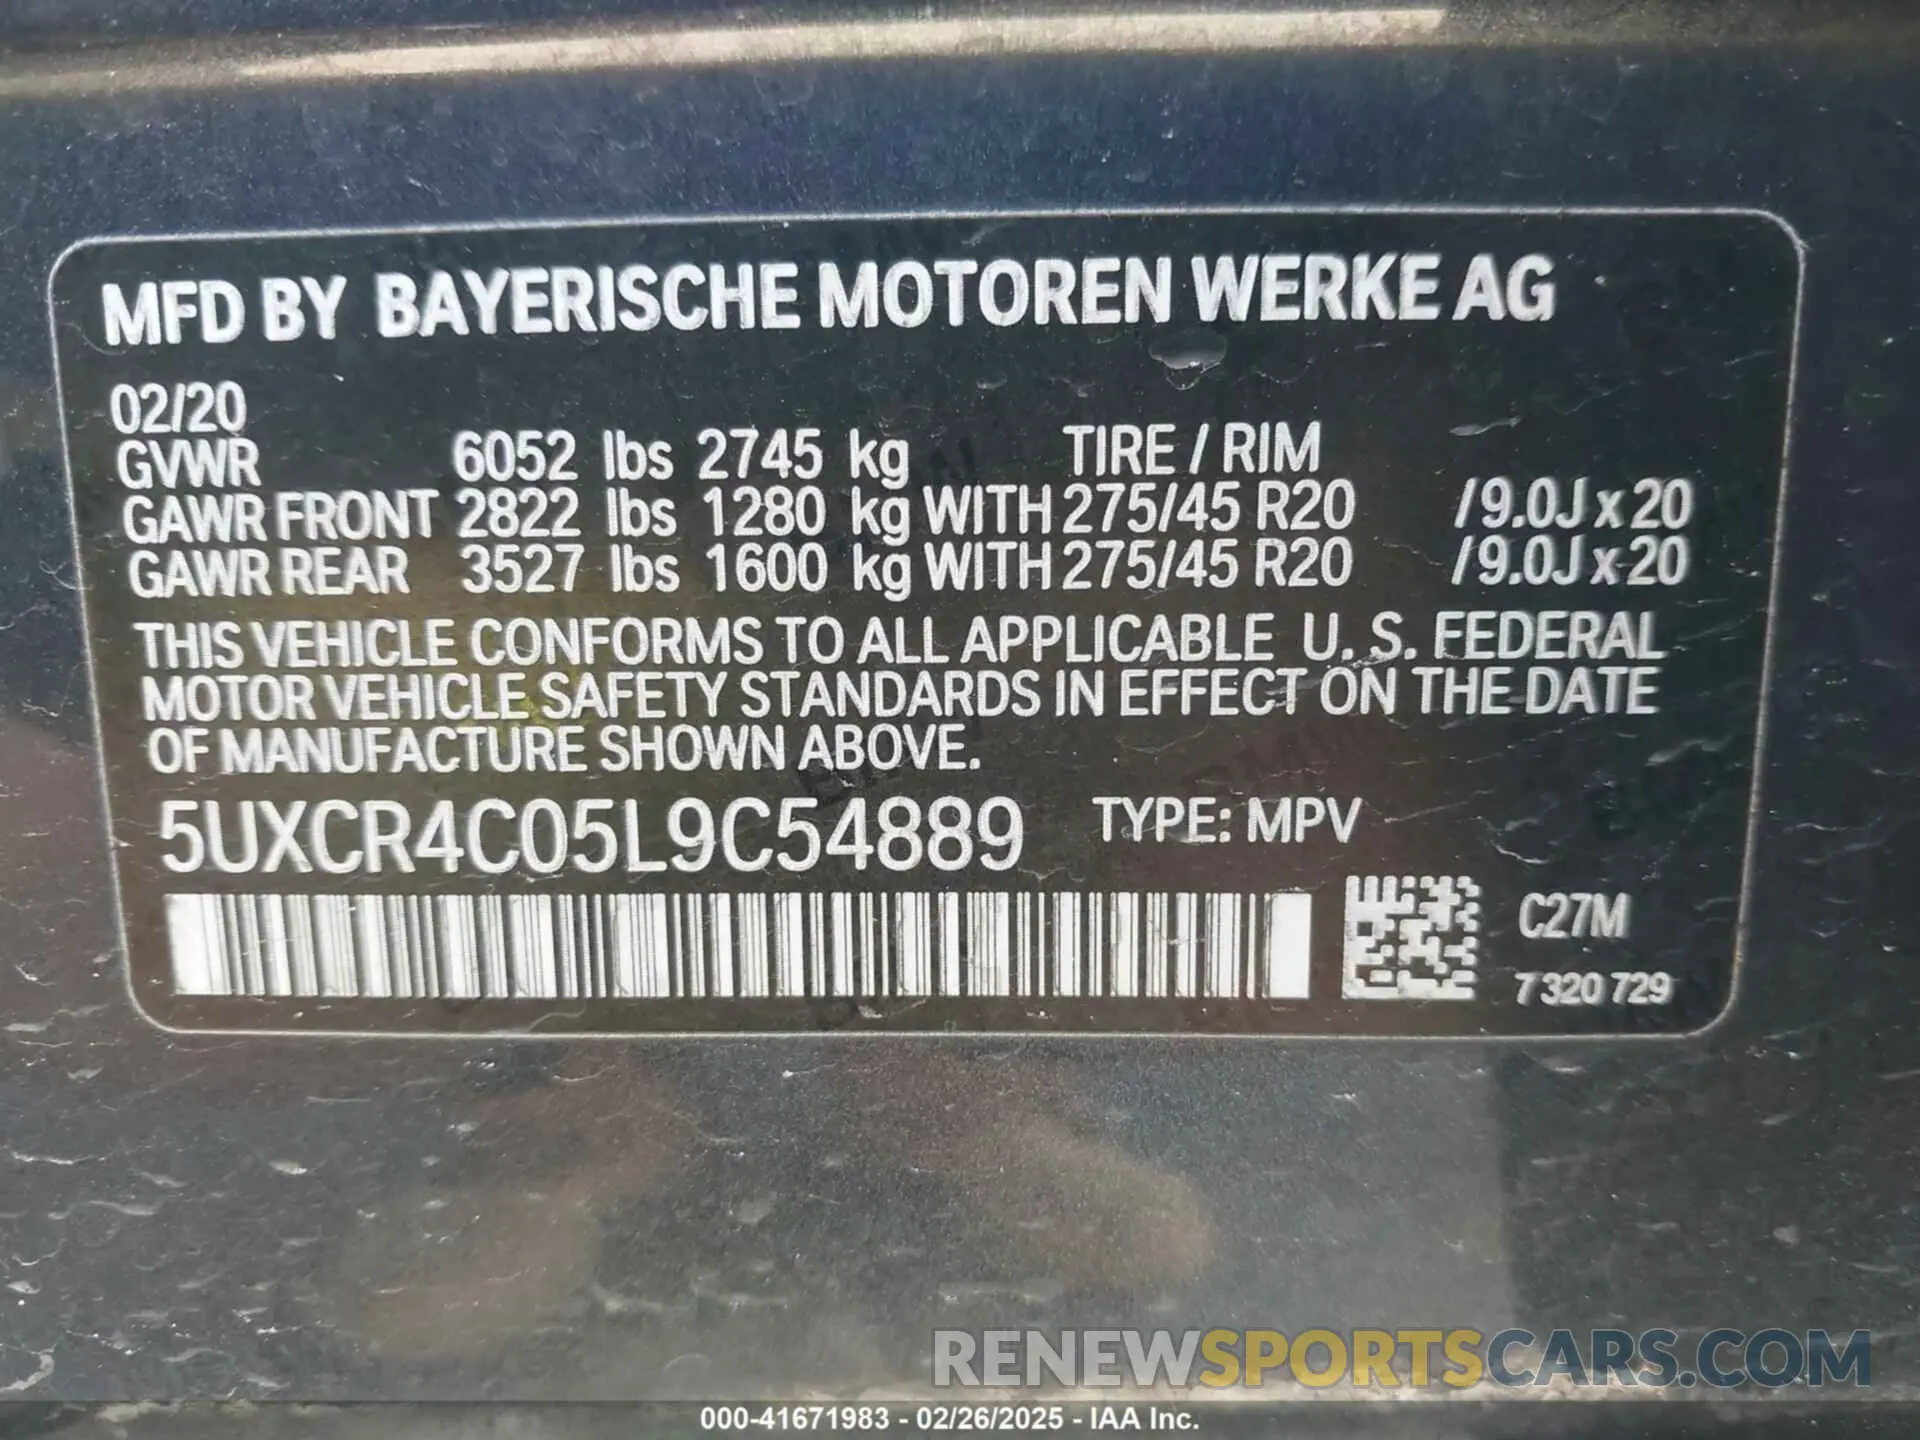 MFD BY BAYERISCHE MOTOREN WERKE AG
02/20
GVWR 6052 lbs 2745 kg TIRE / RIM
GAWR FRONT 2822 lbs 1280 kg WITH 275/45 R20 /9.0J x 20
GAWR REAR 3527 lbs 1600 kg WITH 275/45 R20 /9.0J x 20
THIS VEHICLE CONFORMS TO ALL APPLICABLE U. S. FEDERAL
MOTOR VEHICLE SAFETY STANDARDS IN EFFECT ON THE DATE
OF MANUFACTURE SHOWN ABOVE.
5UXCR4C05L9C54889 TYPE: MPV
C27M
7 320 729
RENEWSPORTSCARS.COM
000-41671983 - 02/26/2025 - IAA Inc.